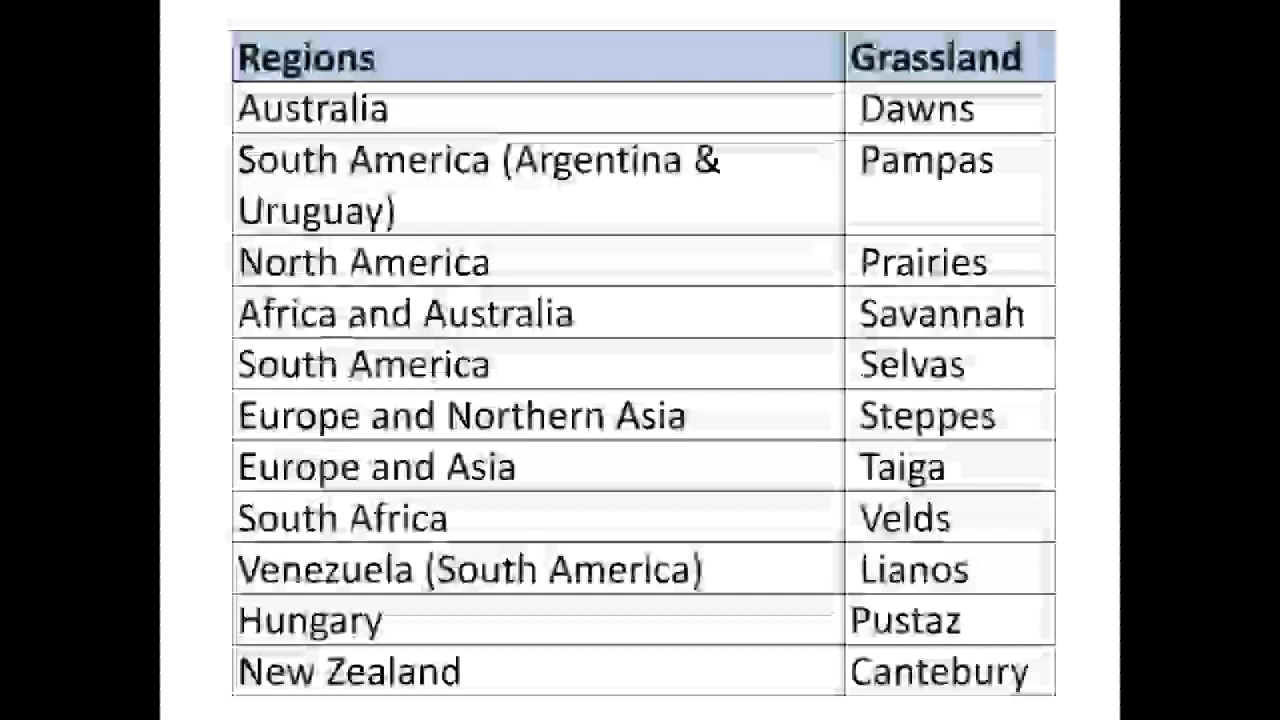 Regions Grassland
Australia Dawns
South America (Argentina & Pampas
Uruguay)
North America Prairies
Africa and Australia Savannah
South America Selvas
Europe and Northern Asia Steppes
Europe and Asia Taiga
South Africa Velds
Venezuela (South America) Lianos
Hungary Pustaz
New Zealand Cantebury